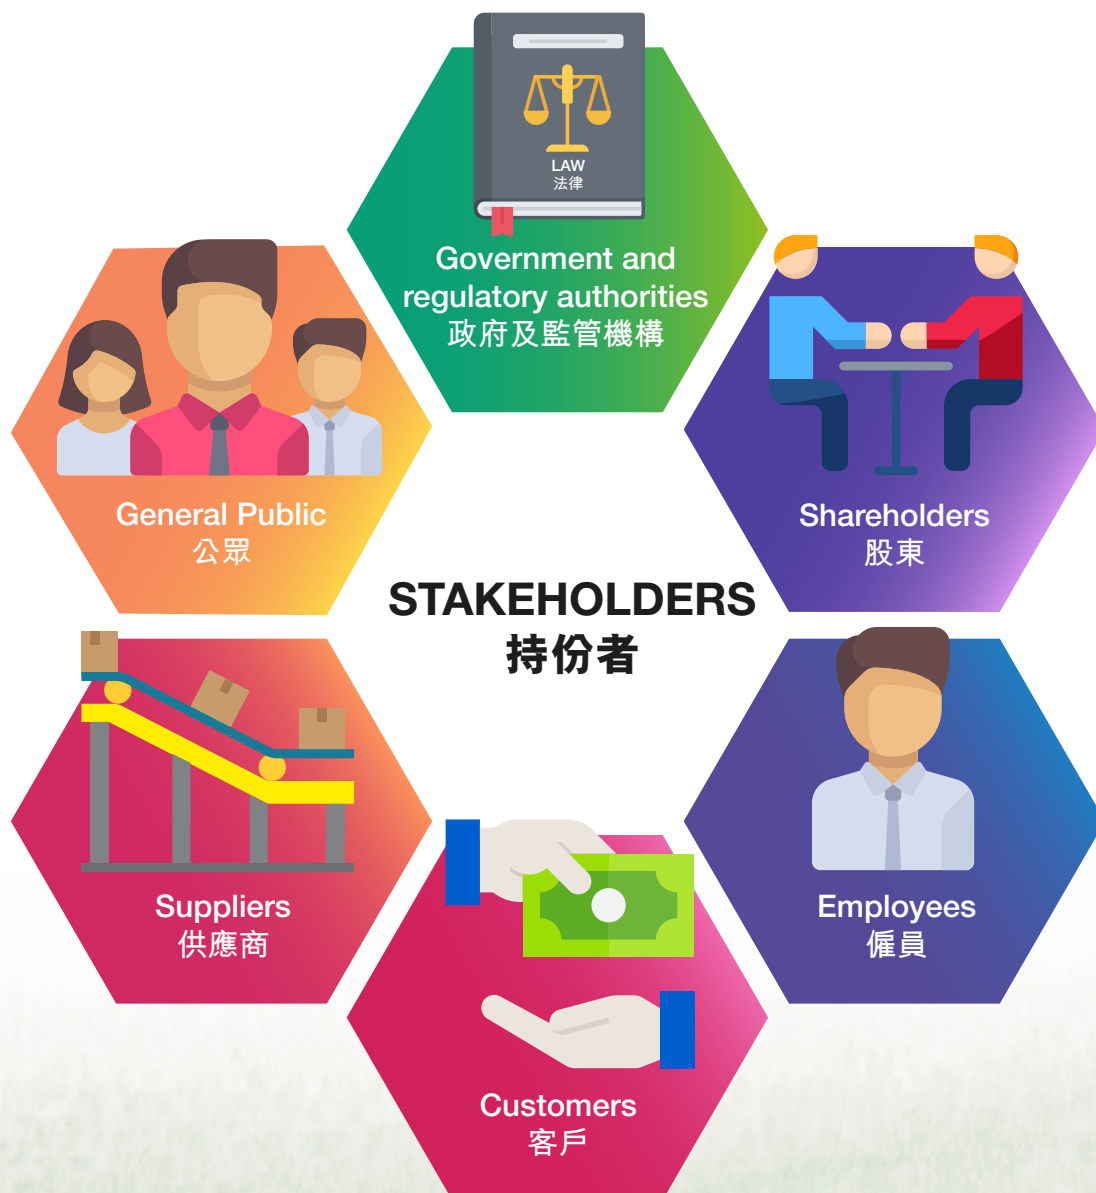 LAW
法律
Government and
regulatory authorities
政府及監管機構
General Public
公眾
Shareholders
股東
STAKEHOLDERS
持份者
Suppliers
供應商
Employees
僱員
Customers
客戶